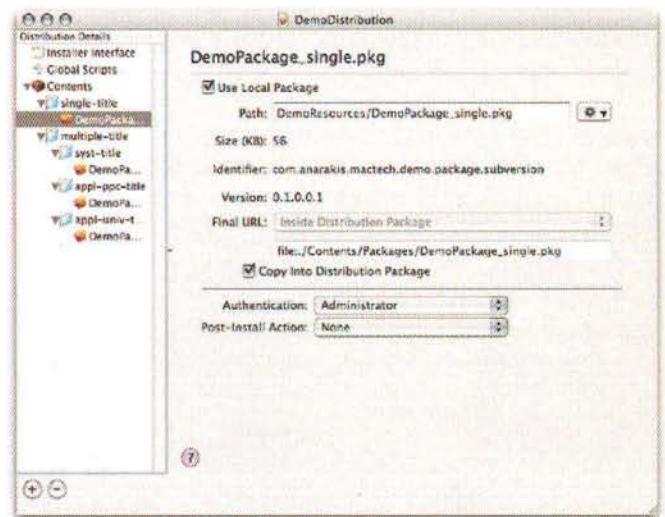 DemoDistribution
Distribution Details
Installer Interface
Global Scripts
Contents
single-title
DemoPacka...
multiple-title
syst-title
DemoPa...
appl-ppc-title
DemoPa...
appl-univ-t...
DemoPa...
DemoPackage_single.pkg
Use Local Package
Path: DemoResources/DemoPackage_single.pkg
Size (KB): 56
Identifier: com.anarakis.mactech.demo.package.subversion
Version: 0.1.0.0.1
Final URL: Inside Distribution Package
file:./Contents/Packages/DemoPackage_single.pkg
Copy Into Distribution Package
Authentication: Administrator
Post-Install Action: None
?